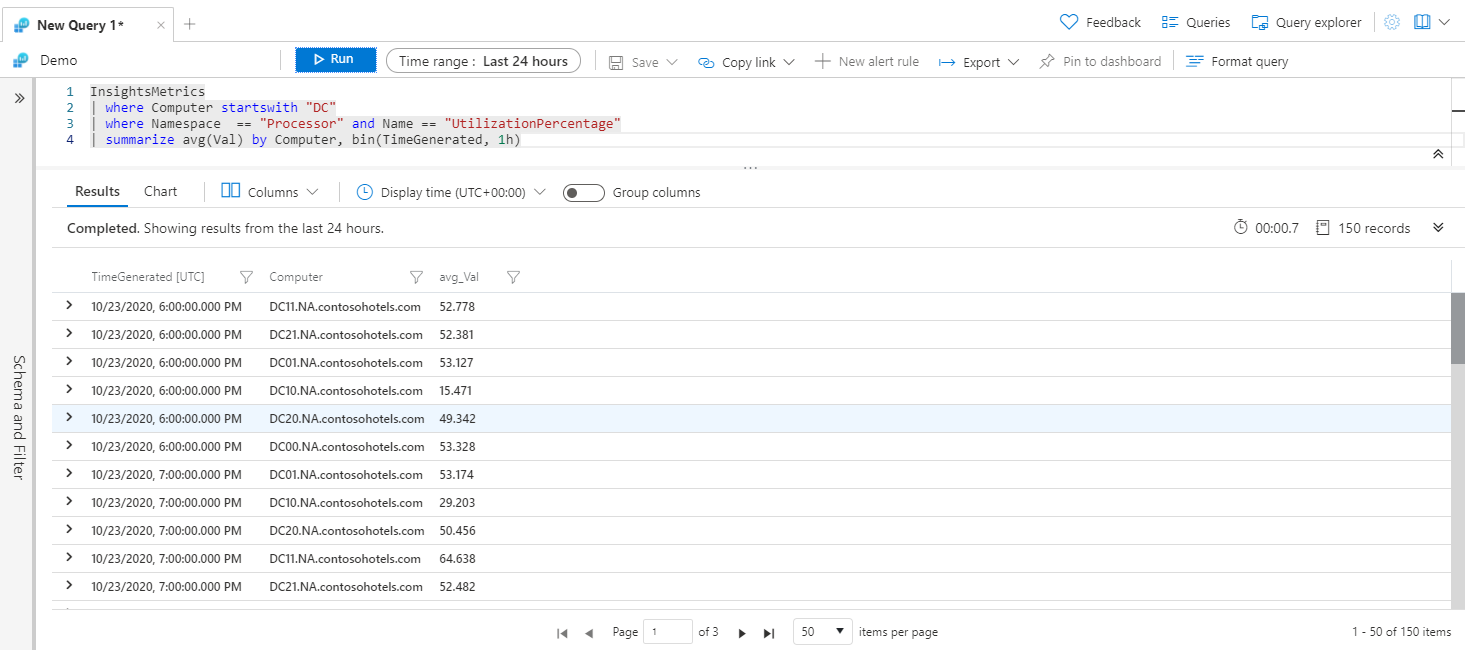 New Query 1*
Feedback Queries Query explorer
Demo Run Time range : Last 24 hours Save Copy link New alert rule Export Pin to dashboard Format query
1 InsightsMetrics
2 | where Computer startswith "DC"
3 | where Namespace  == "Processor" and Name == "UtilizationPercentage"
4 | summarize avg(Val) by Computer, bin(TimeGenerated, 1h)
...
Results Chart Columns Display time (UTC+00:00) Group columns
Completed. Showing results from the last 24 hours. 00:00.7 150 records
TimeGenerated [UTC] Computer avg_Val
10/23/2020, 6:00:00.000 PM DC11.NA.contosohotels.com 52.778
10/23/2020, 6:00:00.000 PM DC21.NA.contosohotels.com 52.381
10/23/2020, 6:00:00.000 PM DC01.NA.contosohotels.com 53.127
10/23/2020, 6:00:00.000 PM DC10.NA.contosohotels.com 15.471
10/23/2020, 6:00:00.000 PM DC20.NA.contosohotels.com 49.342
10/23/2020, 6:00:00.000 PM DC00.NA.contosohotels.com 53.328
10/23/2020, 7:00:00.000 PM DC01.NA.contosohotels.com 53.174
10/23/2020, 7:00:00.000 PM DC10.NA.contosohotels.com 29.203
10/23/2020, 7:00:00.000 PM DC20.NA.contosohotels.com 50.456
10/23/2020, 7:00:00.000 PM DC11.NA.contosohotels.com 64.638
10/23/2020, 7:00:00.000 PM DC21.NA.contosohotels.com 52.482
Schema and Filter
Page 1 of 3 50 items per page 1 - 50 of 150 items